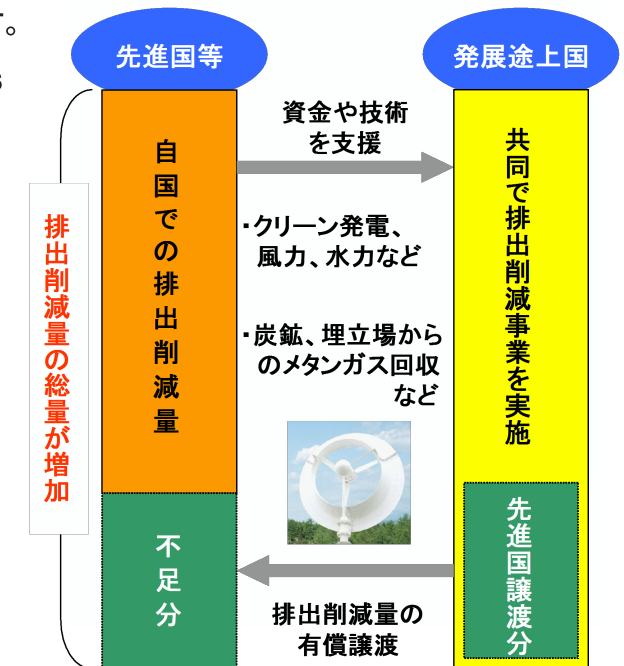 す。
先進国等
発展途上国
資金や技術
を支援
自国での排出削減量
共同で排出削減事業を実施
・クリーン発電、
風力、水力など
排出削減量の総量が増加
・炭鉱、埋立場から
のメタンガス回収
など
不足分
先進国譲渡分
排出削減量の
有償譲渡